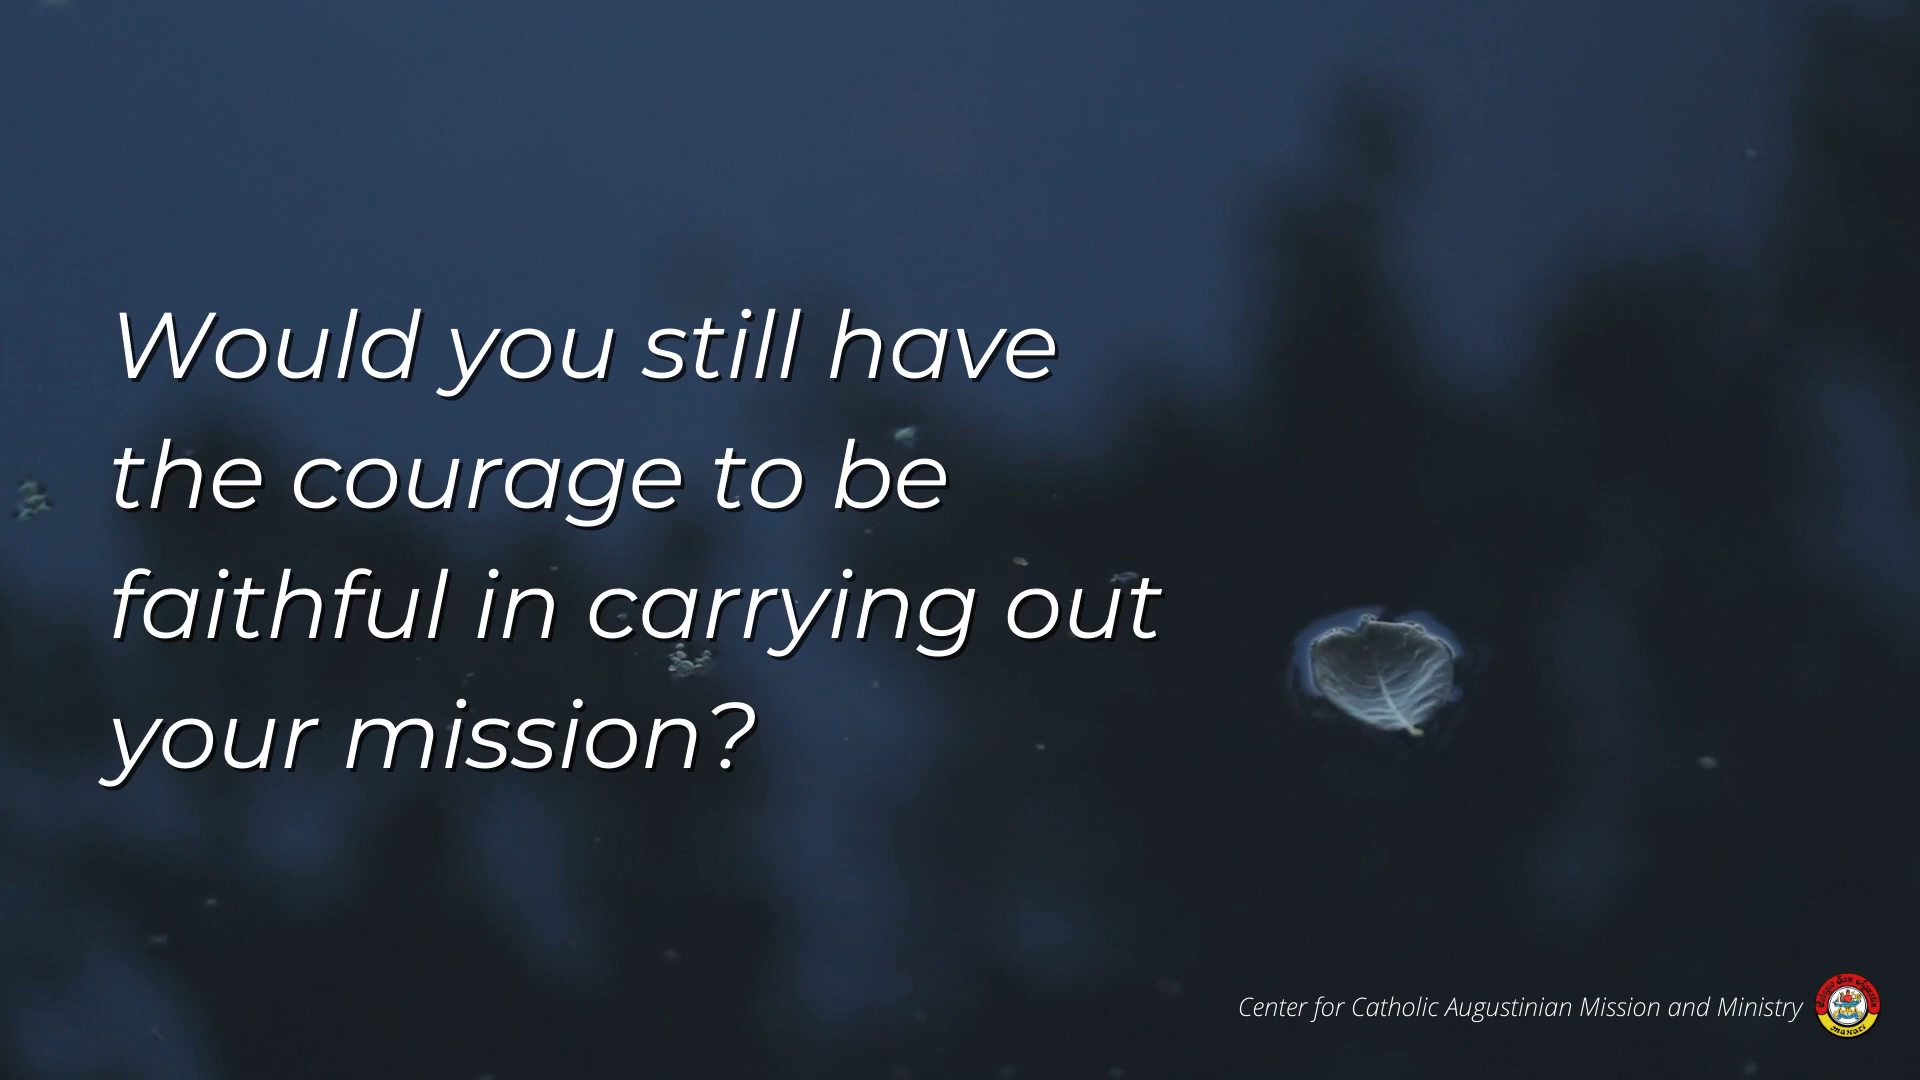 Would you still have
the courage to be
faithful in carrying out
your mission?
Center for Catholic Augustinian Mission and Ministry